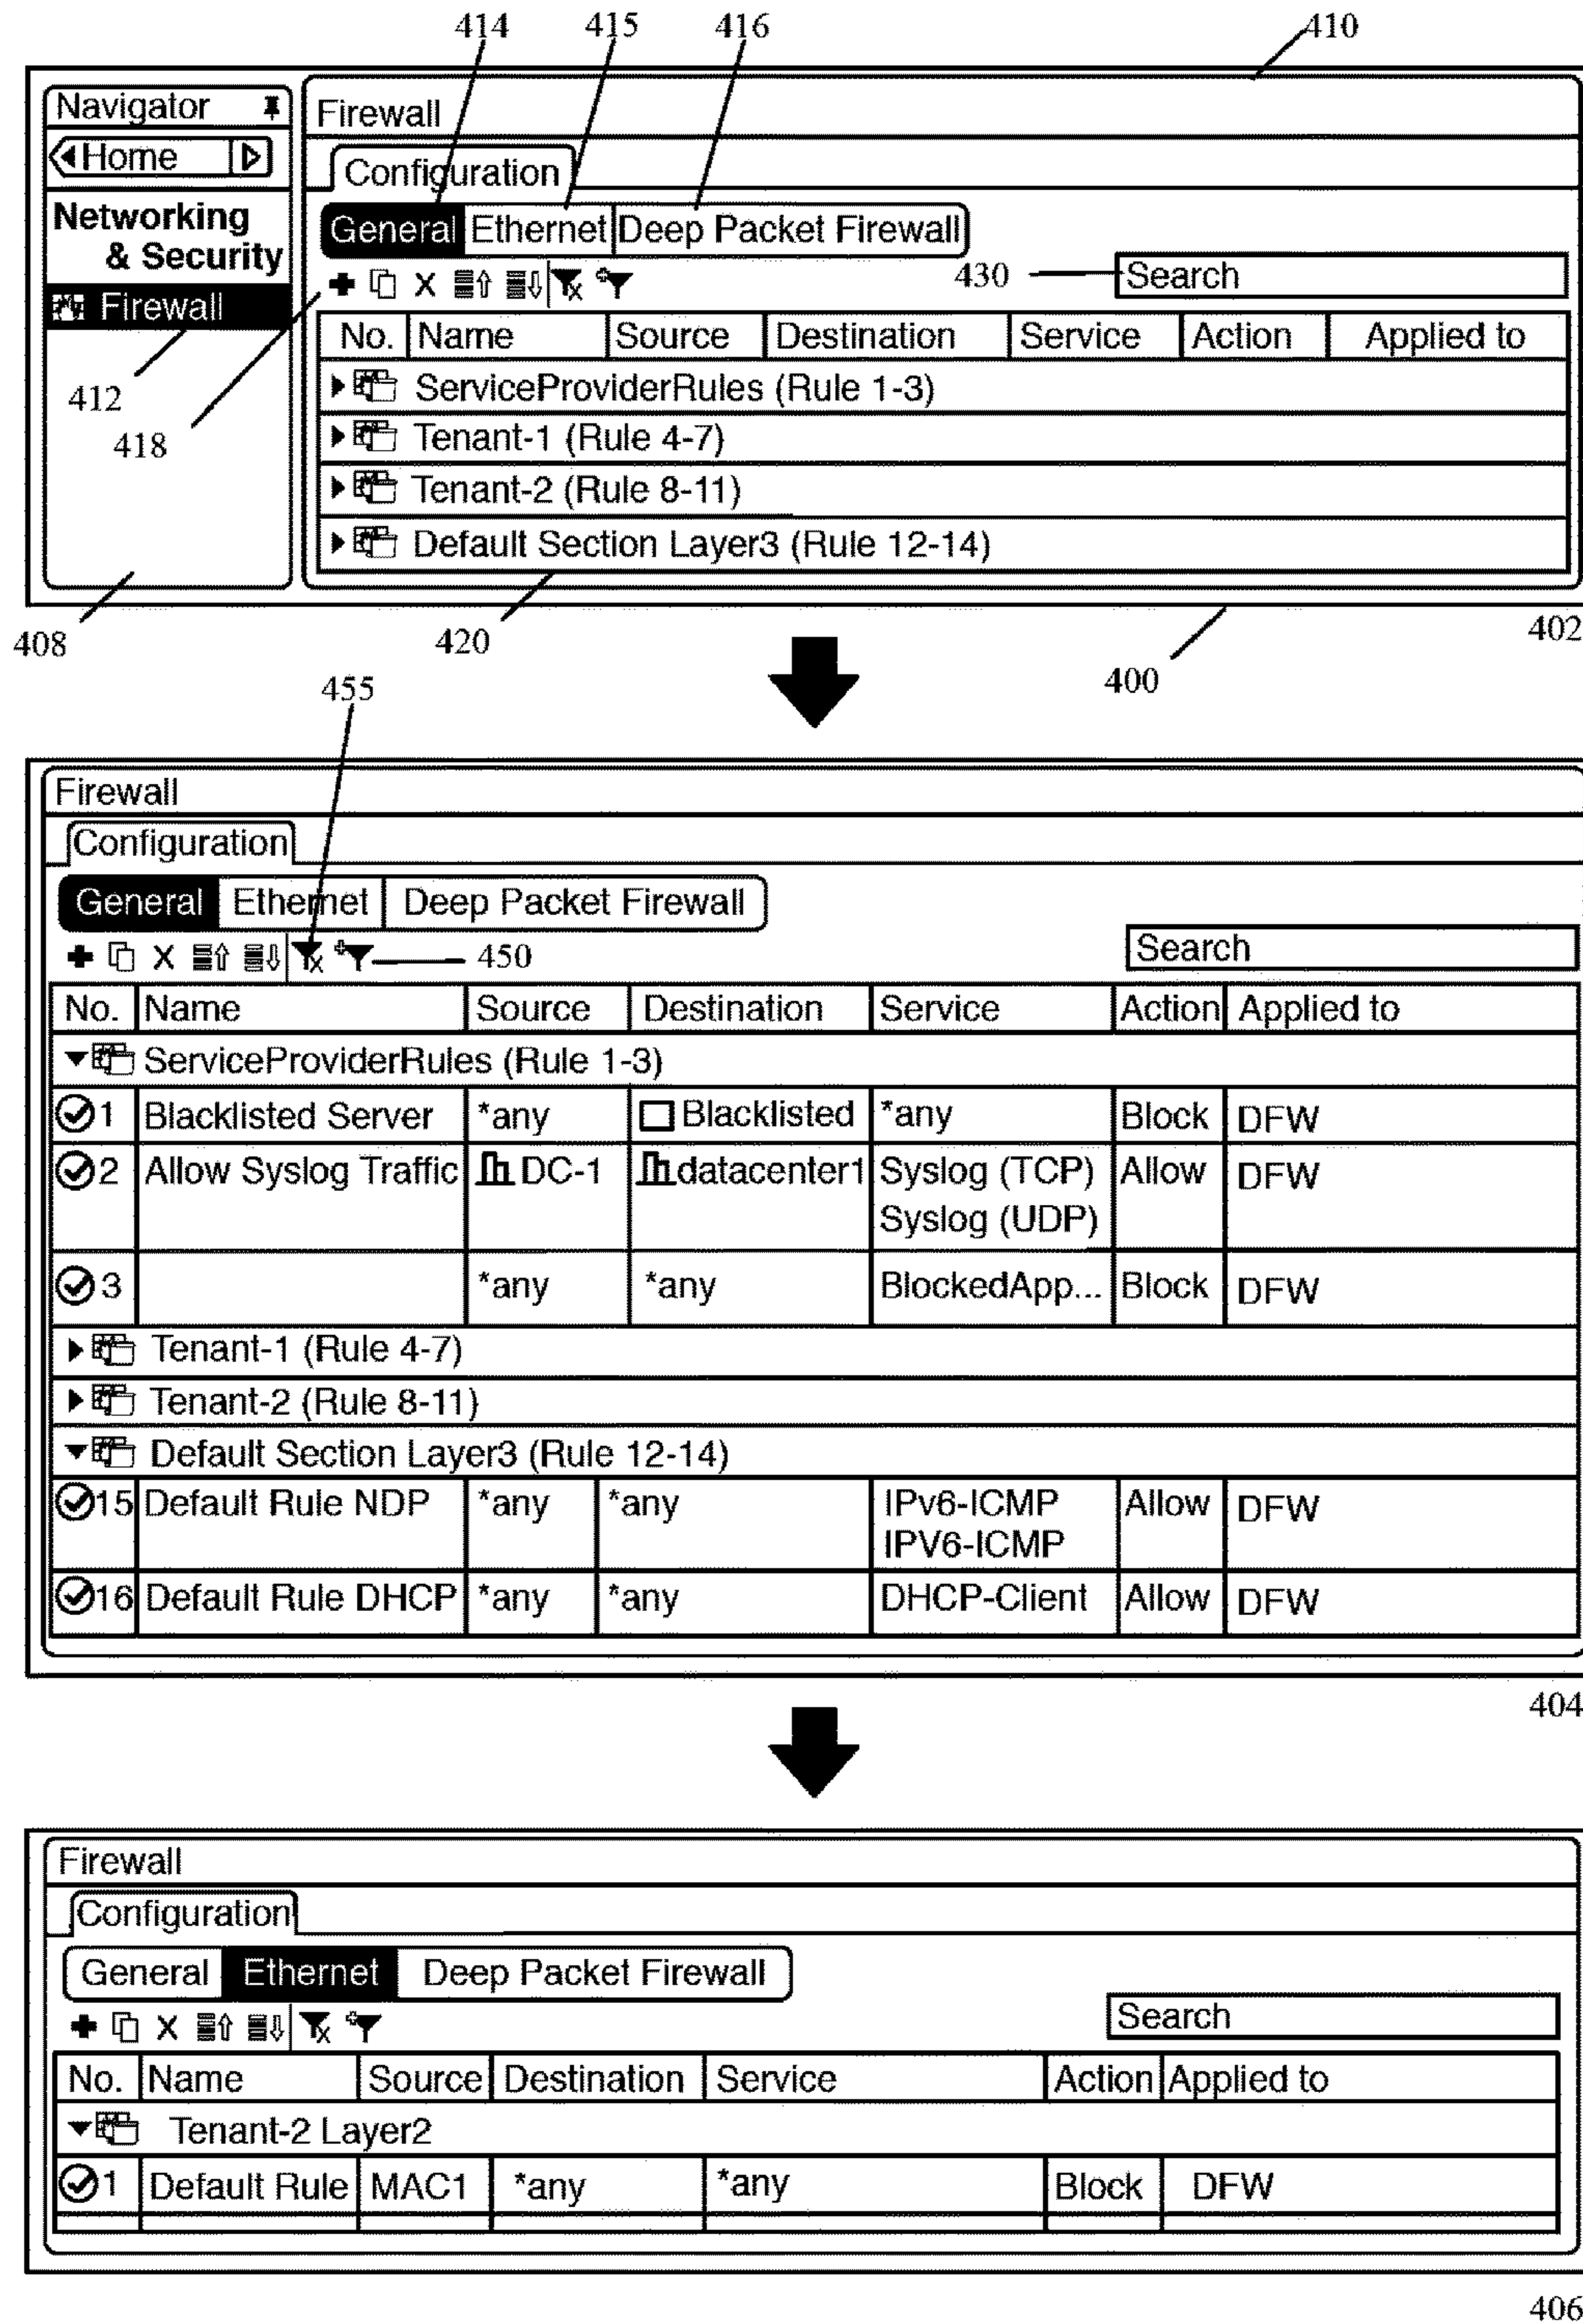 414 415 416 410
Navigator
Firewall
Home
Configuration
Networking
& Security
General Ethernet Deep Packet Firewall
430 Search
Firewall
No. Name Source Destination Service Action Applied to
412
ServiceProviderRules (Rule 1-3)
418
Tenant-1 (Rule 4-7)
Tenant-2 (Rule 8-11)
Default Section Layer3 (Rule 12-14)
408 420 400 402
455
Firewall
Configuration
General Ethernet Deep Packet Firewall
450 Search
No. Name Source Destination Service Action Applied to
ServiceProviderRules (Rule 1-3)
1 Blacklisted Server *any Blacklisted *any Block DFW
2 Allow Syslog Traffic DC-1 datacenter1 Syslog (TCP) Allow DFW
Syslog (UDP)
3 *any *any BlockedApp... Block DFW
Tenant-1 (Rule 4-7)
Tenant-2 (Rule 8-11)
Default Section Layer3 (Rule 12-14)
15 Default Rule NDP *any *any IPv6-ICMP Allow DFW
IPV6-ICMP
16 Default Rule DHCP *any *any DHCP-Client Allow DFW
404
Firewall
Configuration
General Ethernet Deep Packet Firewall
Search
No. Name Source Destination Service Action Applied to
Tenant-2 Layer2
1 Default Rule MAC1 *any *any Block DFW
406